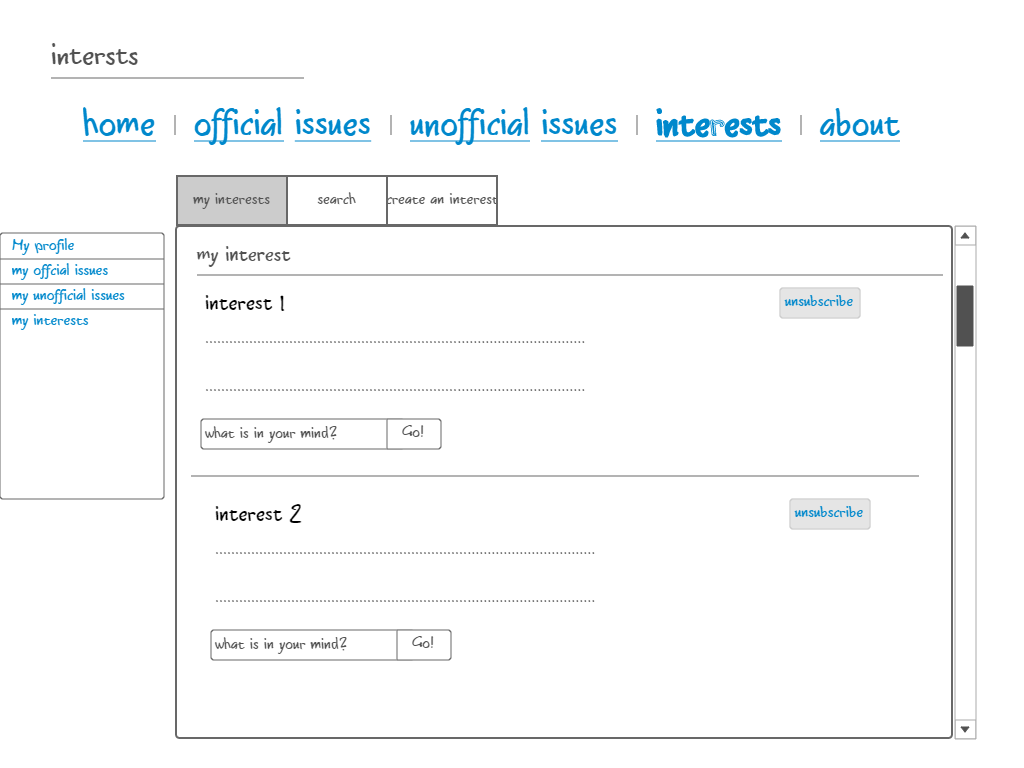 intersts
home | official issues | unofficial issues | interests | about
my interests search create an interest
My profile
my offcial issues
my unofficial issues
my interests
my interest
interest 1 unsubscribe
what is in your mind? Go!
interest 2 unsubscribe
what is in your mind? Go!